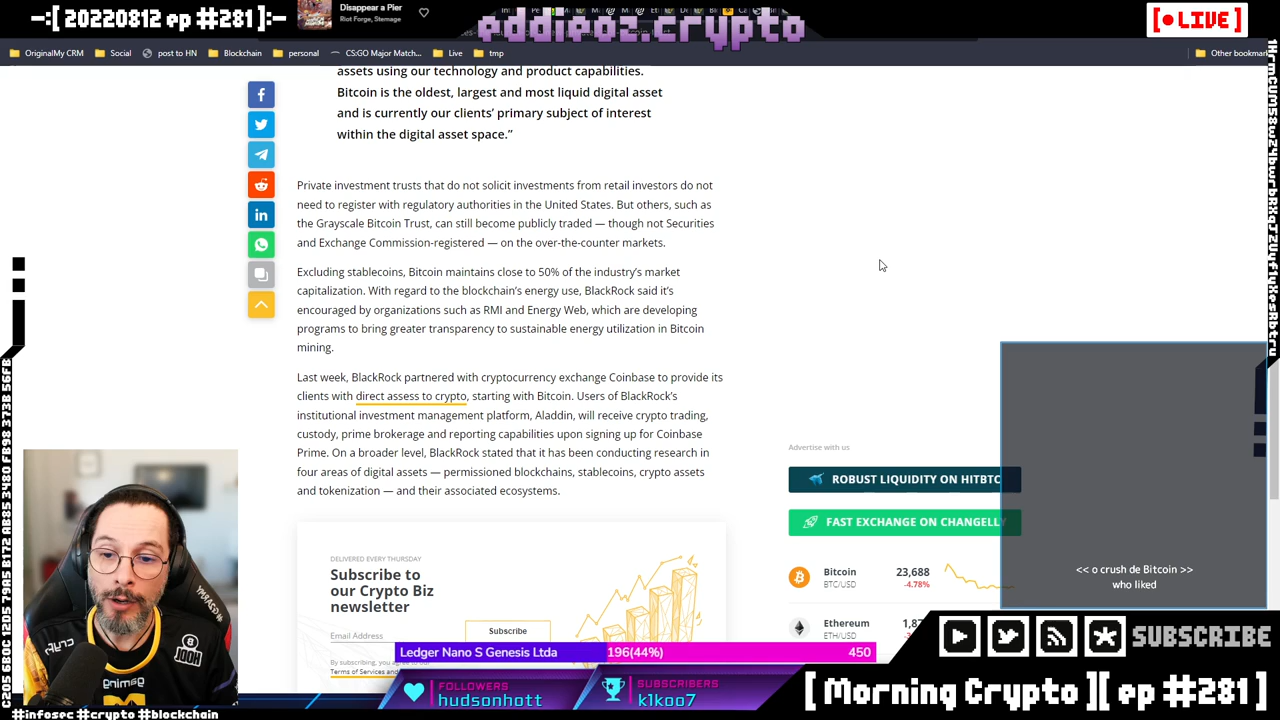 -:[ 20220812 ep #281 ]:-
Disappear a Pier
Riot Forge, Stemage
eddieoz.crypto
[ ● LIVE ]
OriginalMy CRM
Social
post to HN
Blockchain
personal
CS:GO Major Match...
Live
tmp
Other bookmar
assets using our technology and product capabilities.
Bitcoin is the oldest, largest and most liquid digital asset
and is currently our clients’ primary subject of interest
within the digital asset space.”
Private investment trusts that do not solicit investments from retail investors do not
need to register with regulatory authorities in the United States. But others, such as
the Grayscale Bitcoin Trust, can still become publicly traded — though not Securities
and Exchange Commission-registered — on the over-the-counter markets.
Excluding stablecoins, Bitcoin maintains close to 50% of the industry’s market
capitalization. With regard to the blockchain’s energy use, BlackRock said it’s
encouraged by organizations such as RMI and Energy Web, which are developing
programs to bring greater transparency to sustainable energy utilization in Bitcoin
mining.
Last week, BlackRock partnered with cryptocurrency exchange Coinbase to provide its
clients with direct assess to crypto, starting with Bitcoin. Users of BlackRock’s
institutional investment management platform, Aladdin, will receive crypto trading,
custody, prime brokerage and reporting capabilities upon signing up for Coinbase
Prime. On a broader level, BlackRock stated that it has been conducting research in
four areas of digital assets — permissioned blockchains, stablecoins, crypto assets
and tokenization — and their associated ecosystems.
DELIVERED EVERY THURSDAY
Subscribe to
our Crypto Biz
newsletter
Email Address
Subscribe
By subscribing, you agree to our
Terms of Services and
Advertise with us
ROBUST LIQUIDITY ON HITBTC
FAST EXCHANGE ON CHANGELLY
Bitcoin
23,688
BTC/USD
-4.78%
Ethereum
1,87
ETH/USD
<< o crush de Bitcoin >>
who liked
Ledger Nano S Genesis Ltda
196(44%)
450
SUBSCRIBE
FOLLOWERS
hudsonhott
SUBSCRIBERS
k1koo7
[ Morning Crypto ][ ep #281 ]
#infosec #crypto #blockchain